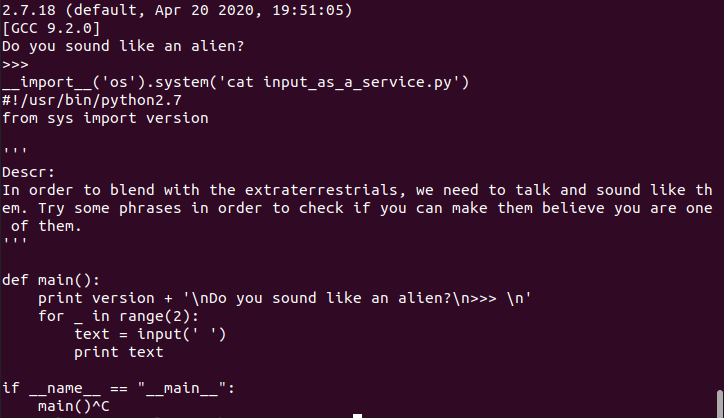 2.7.18 (default, Apr 20 2020, 19:51:05)
[GCC 9.2.0]
Do you sound like an alien?
>>>
__import__('os').system('cat input_as_a_service.py')
#!/usr/bin/python2.7
from sys import version

'''
Descr:
In order to blend with the extraterrestrials, we need to talk and sound like th
em. Try some phrases in order to check if you can make them believe you are one
 of them.
'''

def main():
    print version + '\nDo you sound like an alien?\n>>> \n'
    for _ in range(2):
        text = input(' ')
        print text

if __name__ == "__main__":
    main()^C